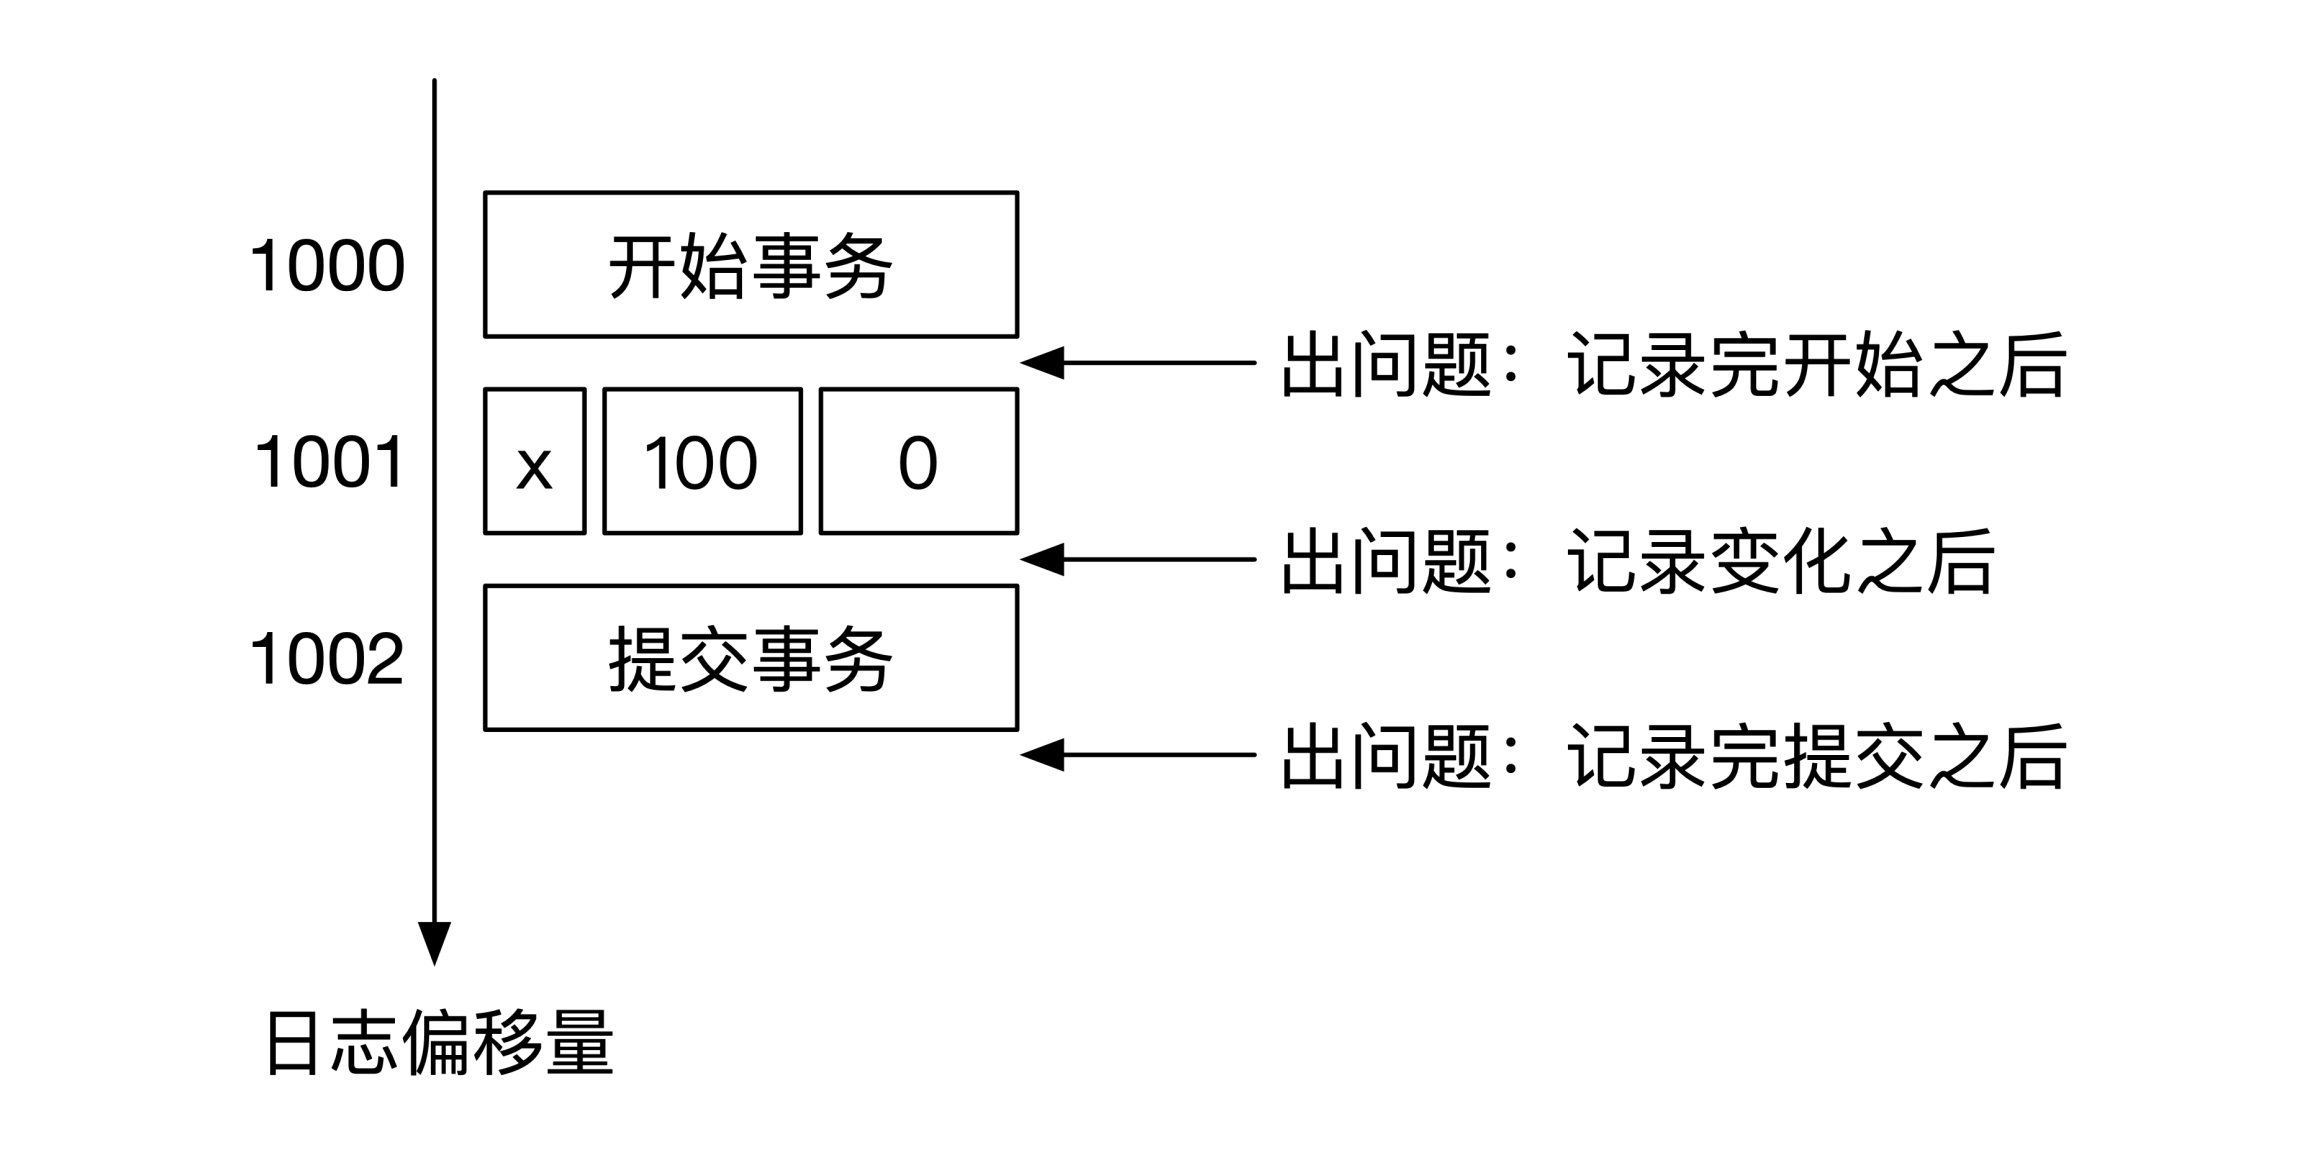 1000 开始事务
出问题：记录完开始之后
1001 x 100 0
出问题：记录变化之后
1002 提交事务
出问题：记录完提交之后
日志偏移量